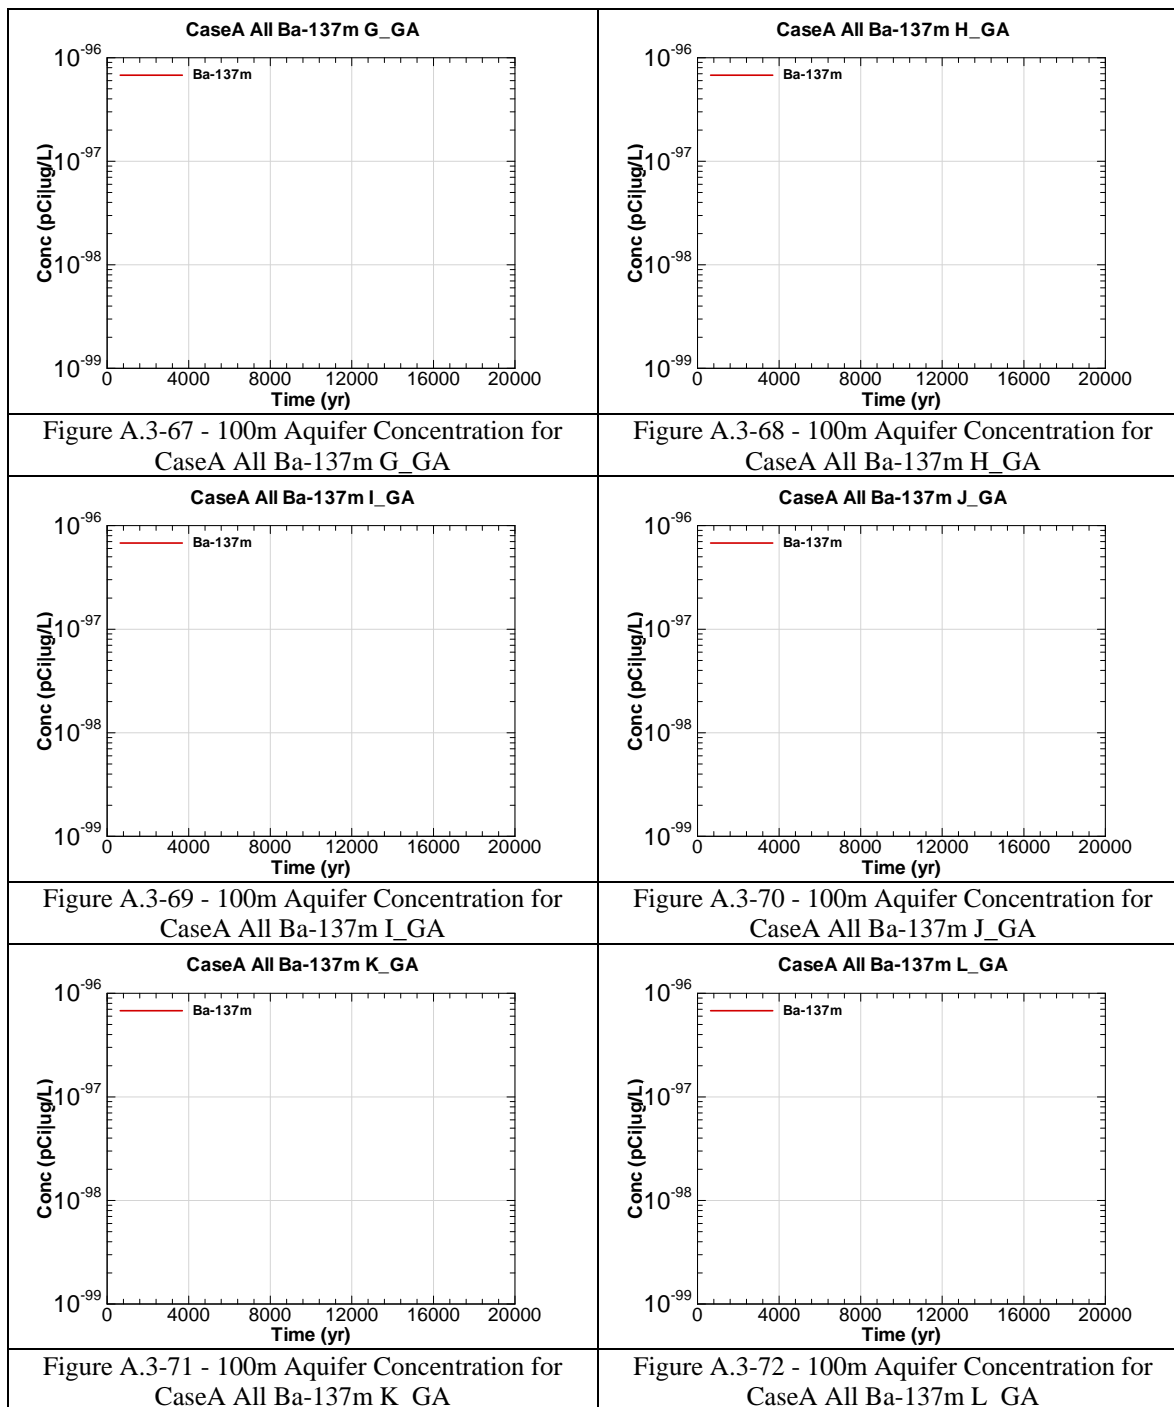 CaseA All Ba-137m G_GA
10-96
Ba-137m
10-97
Conc (pCi|ug/L)
10-98
10-99
0 4000 8000 12000 16000 20000
Time (yr)
Figure A.3-67 - 100m Aquifer Concentration for
CaseA All Ba-137m G_GA
CaseA All Ba-137m H_GA
10-96
Ba-137m
10-97
Conc (pCi|ug/L)
10-98
10-99
0 4000 8000 12000 16000 20000
Time (yr)
Figure A.3-68 - 100m Aquifer Concentration for
CaseA All Ba-137m H_GA
CaseA All Ba-137m I_GA
10-96
Ba-137m
10-97
Conc (pCi|ug/L)
10-98
10-99
0 4000 8000 12000 16000 20000
Time (yr)
Figure A.3-69 - 100m Aquifer Concentration for
CaseA All Ba-137m I_GA
CaseA All Ba-137m J_GA
10-96
Ba-137m
10-97
Conc (pCi|ug/L)
10-98
10-99
0 4000 8000 12000 16000 20000
Time (yr)
Figure A.3-70 - 100m Aquifer Concentration for
CaseA All Ba-137m J_GA
CaseA All Ba-137m K_GA
10-96
Ba-137m
10-97
Conc (pCi|ug/L)
10-98
10-99
0 4000 8000 12000 16000 20000
Time (yr)
Figure A.3-71 - 100m Aquifer Concentration for
CaseA All Ba-137m K_GA
CaseA All Ba-137m L_GA
10-96
Ba-137m
10-97
Conc (pCi|ug/L)
10-98
10-99
0 4000 8000 12000 16000 20000
Time (yr)
Figure A.3-72 - 100m Aquifer Concentration for
CaseA All Ba-137m L_GA